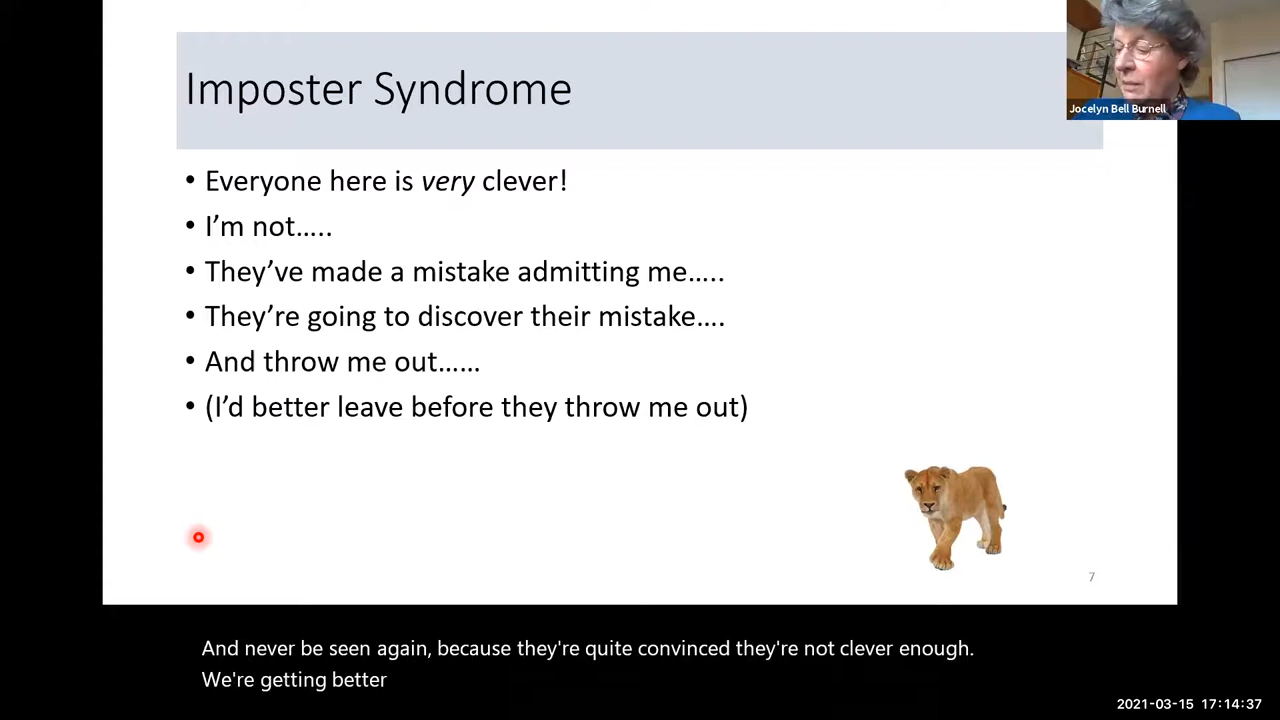 Imposter Syndrome
Jocelyn Bell Burnell
• Everyone here is very clever!
• I’m not…..
• They’ve made a mistake admitting me…..
• They’re going to discover their mistake….
• And throw me out……
• (I’d better leave before they throw me out)
7
And never be seen again, because they're quite convinced they're not clever enough.
We're getting better
2021-03-15 17:14:37